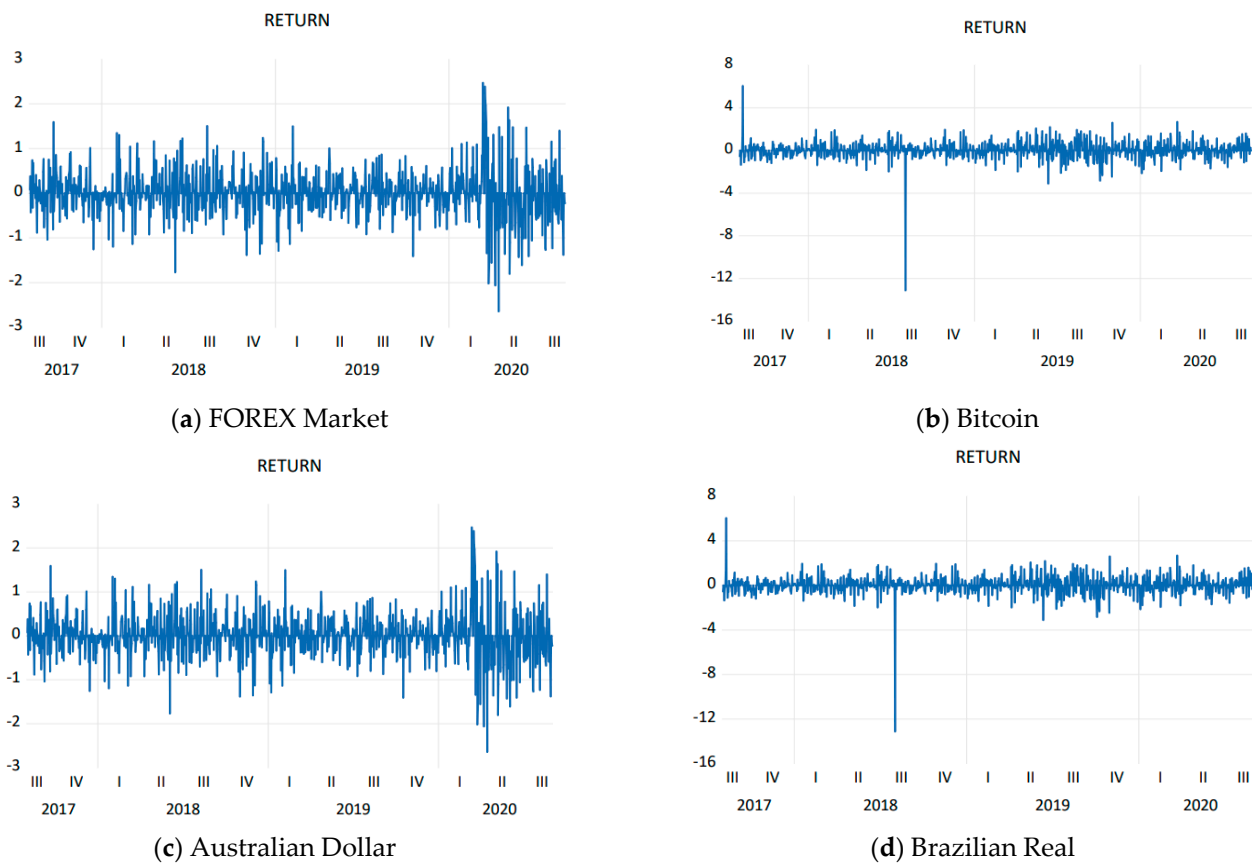 RETURN
3
2
1
0
-1
-2
-3
III IV I II III IV I II III IV I II III
2017 2018 2019 2020
(a) FOREX Market
RETURN
8
4
0
-4
-8
-12
-16
III IV I II III IV I II III IV I II III
2017 2018 2019 2020
(b) Bitcoin
RETURN
3
2
1
0
-1
-2
-3
III IV I II III IV I II III IV I II III
2017 2018 2019 2020
(c) Australian Dollar
RETURN
8
4
0
-4
-8
-12
-16
III IV I II III IV I II III IV I II III
2017 2018 2019 2020
(d) Brazilian Real